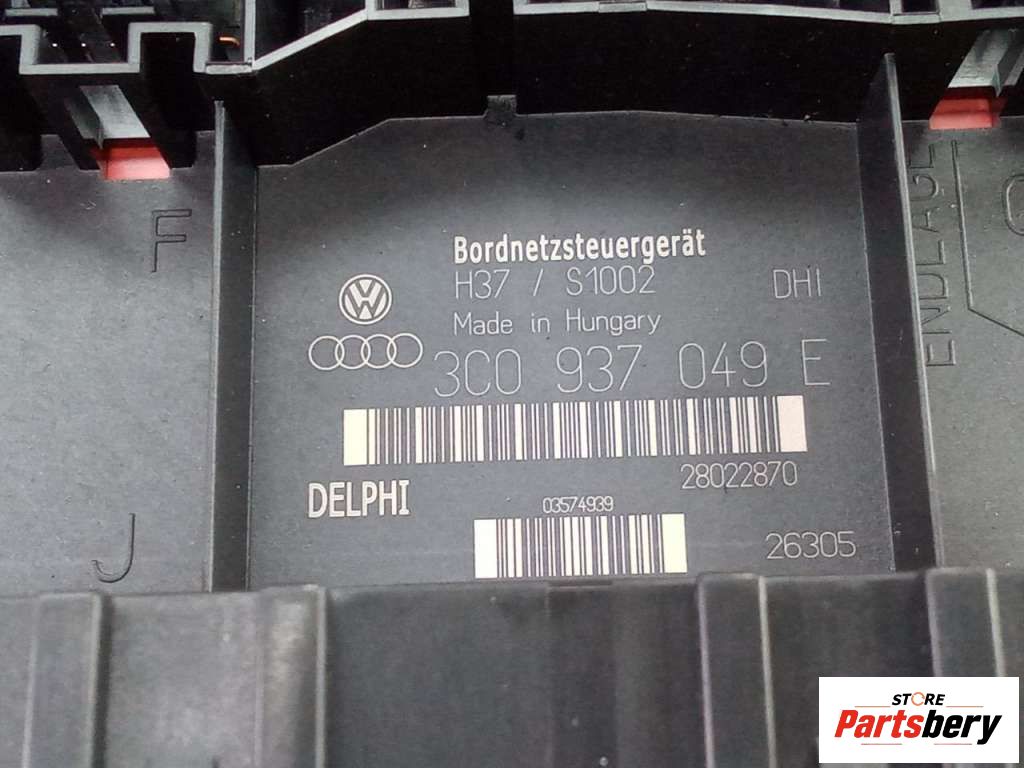 F
Bordnetzsteuergerät
H37 / S1002 DHI
Made in Hungary
3C0 937 049 E
28022870
DELPHI
03574939
26305
J
ENDLAGE
G
STORE
Partsbery